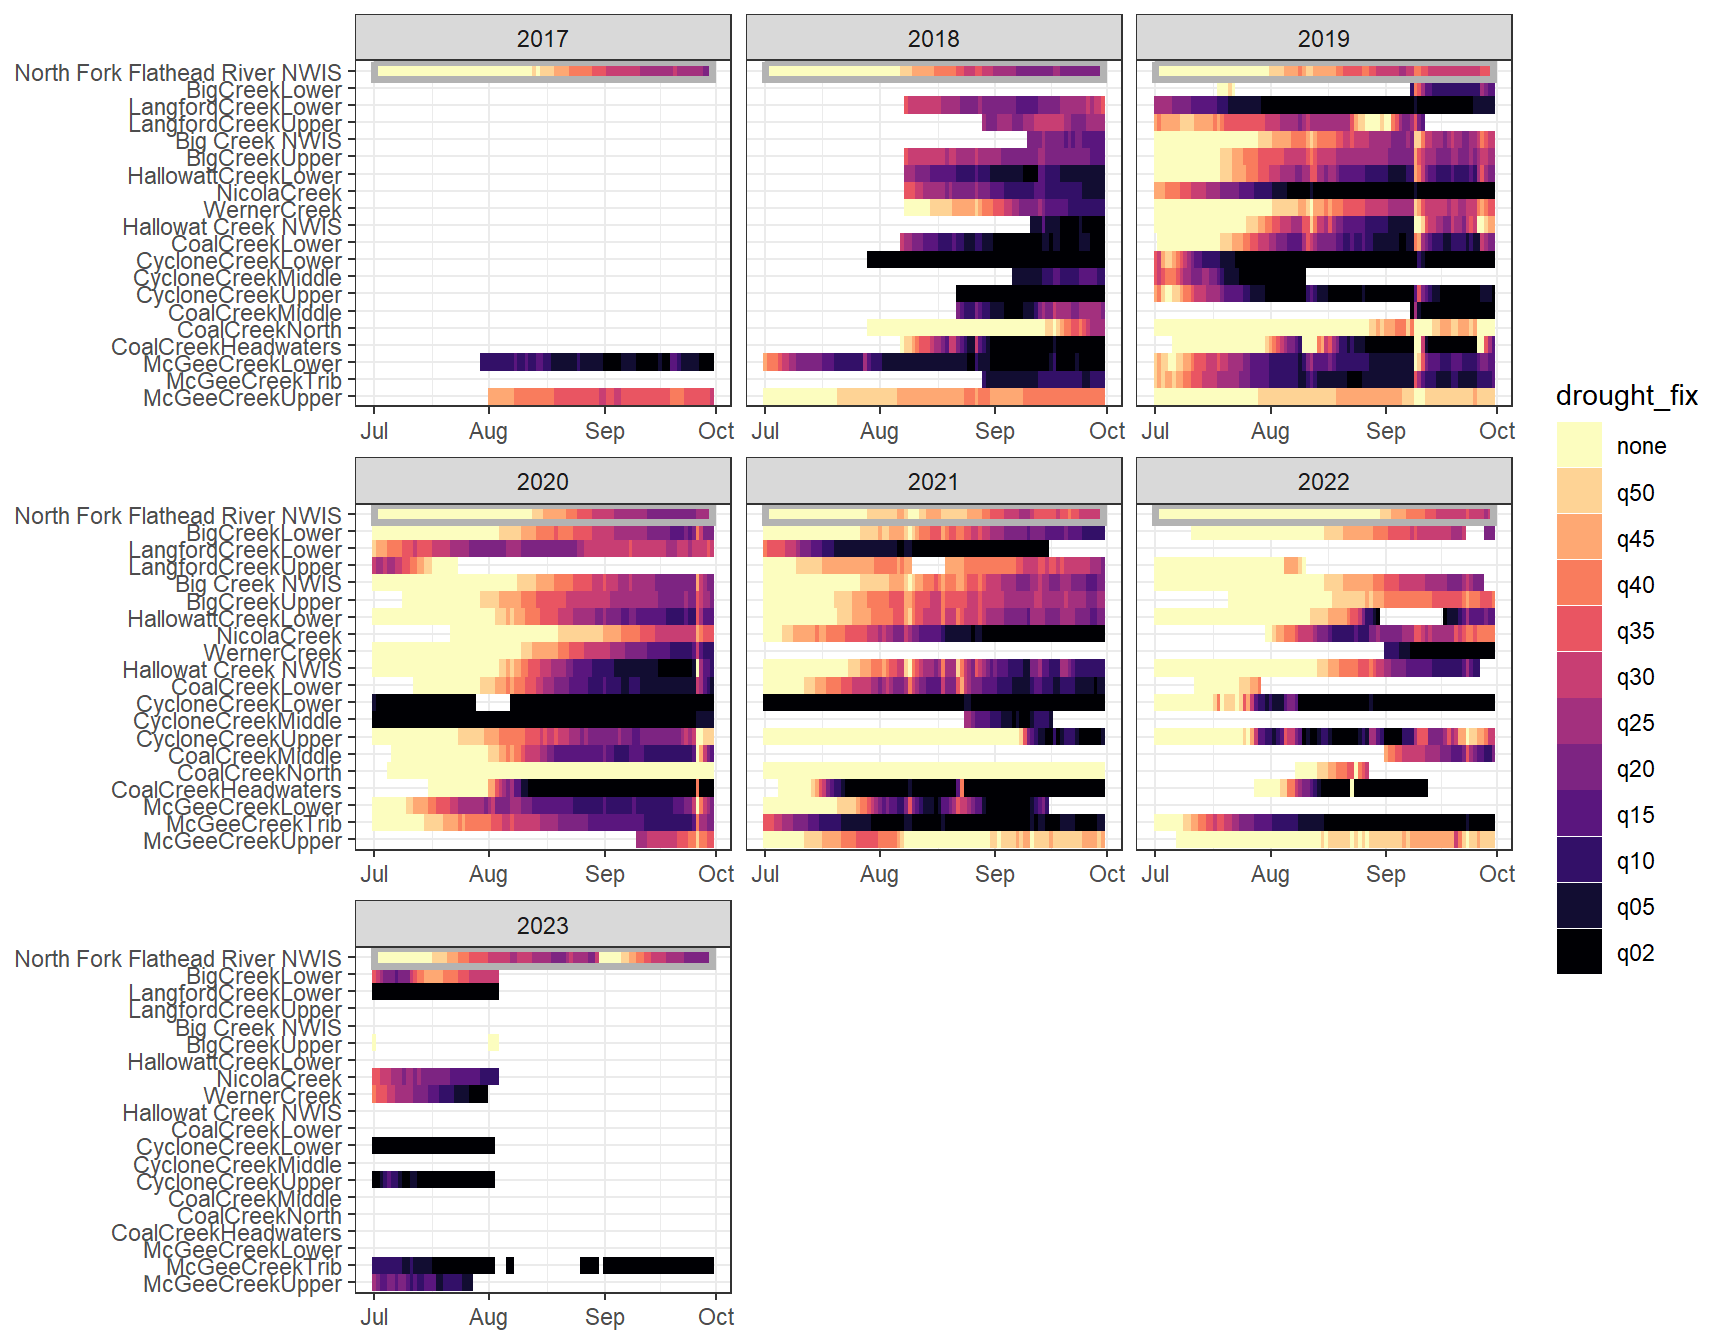 2017
2018
2019
North Fork Flathead River NWIS
BigCreekLower
LangfordCreekLower
LangfordCreekUpper
Big Creek NWIS
BigCreekUpper
HallowattCreekLower
NicolaCreek
WernerCreek
Hallowat Creek NWIS
CoalCreekLower
CycloneCreekLower
CycloneCreekMiddle
CycloneCreekUpper
CoalCreekMiddle
CoalCreekNorth
CoalCreekHeadwaters
McGeeCreekLower
McGeeCreekTrib
McGeeCreekUpper
Jul Aug Sep Oct
Jul Aug Sep Oct
Jul Aug Sep Oct
2020
2021
2022
North Fork Flathead River NWIS
BigCreekLower
LangfordCreekLower
LangfordCreekUpper
Big Creek NWIS
BigCreekUpper
HallowattCreekLower
NicolaCreek
WernerCreek
Hallowat Creek NWIS
CoalCreekLower
CycloneCreekLower
CycloneCreekMiddle
CycloneCreekUpper
CoalCreekMiddle
CoalCreekNorth
CoalCreekHeadwaters
McGeeCreekLower
McGeeCreekTrib
McGeeCreekUpper
Jul Aug Sep Oct
Jul Aug Sep Oct
Jul Aug Sep Oct
2023
North Fork Flathead River NWIS
BigCreekLower
LangfordCreekLower
LangfordCreekUpper
Big Creek NWIS
BigCreekUpper
HallowattCreekLower
NicolaCreek
WernerCreek
Hallowat Creek NWIS
CoalCreekLower
CycloneCreekLower
CycloneCreekMiddle
CycloneCreekUpper
CoalCreekMiddle
CoalCreekNorth
CoalCreekHeadwaters
McGeeCreekLower
McGeeCreekTrib
McGeeCreekUpper
Jul Aug Sep Oct
drought_fix
none
q50
q45
q40
q35
q30
q25
q20
q15
q10
q05
q02